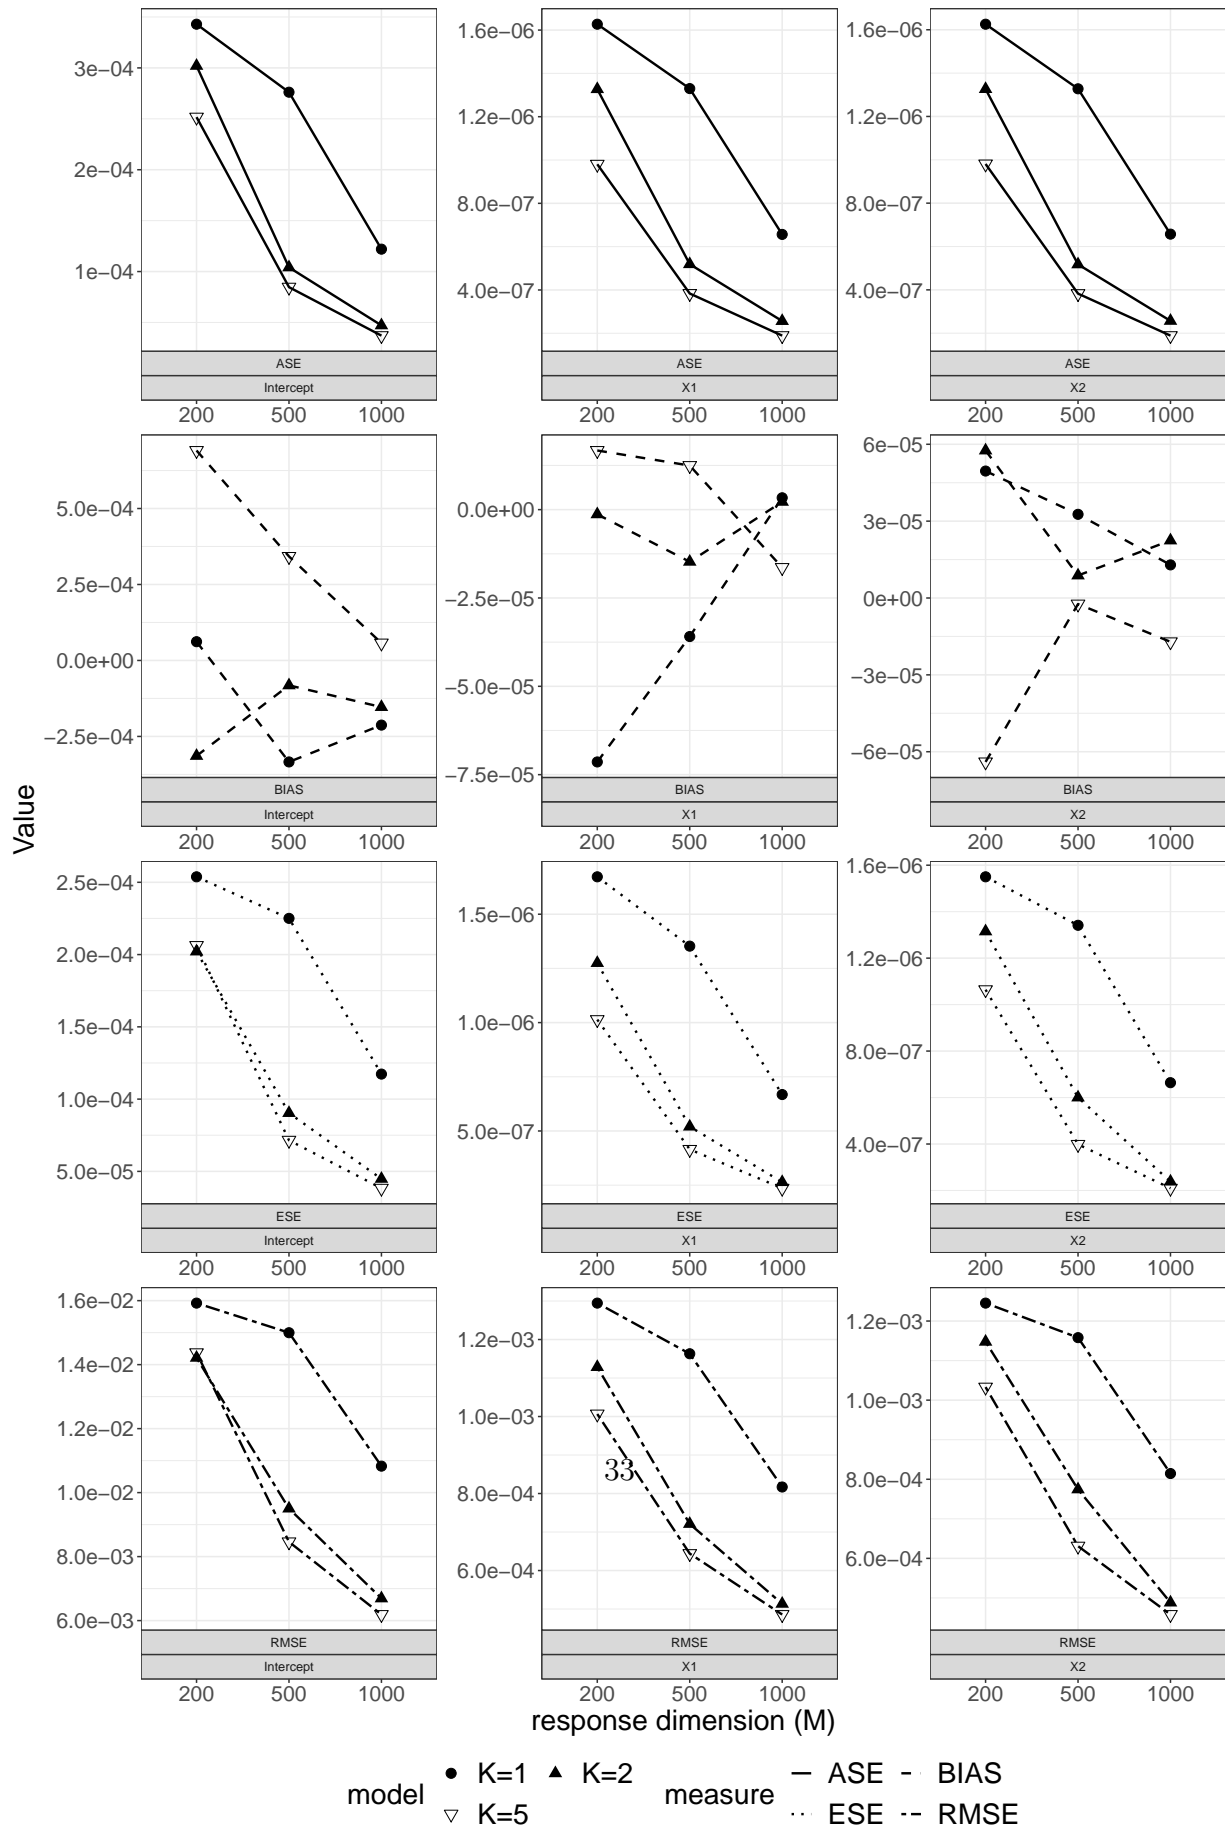 3e−04
2e−04
1e−04
1.6e−06
1.2e−06
8.0e−07
4.0e−07
1.6e−06
1.2e−06
8.0e−07
4.0e−07
ASE ASE ASE
Intercept X1 X2
200 500 1000 200 500 1000 200 500 1000
5.0e−04
2.5e−04
0.0e+00
−2.5e−04
0.0e+00
−2.5e−05
−5.0e−05
−7.5e−05
6e−05
3e−05
0e+00
−3e−05
−6e−05
BIAS BIAS BIAS
Intercept X1 X2
200 500 1000 200 500 1000 200 500 1000
Value
2.5e−04
2.0e−04
1.5e−04
1.0e−04
5.0e−05
1.5e−06
1.0e−06
5.0e−07
1.6e−06
1.2e−06
8.0e−07
4.0e−07
ESE ESE ESE
Intercept X1 X2
200 500 1000 200 500 1000 200 500 1000
1.6e−02
1.4e−02
1.2e−02
1.0e−02
8.0e−03
6.0e−03
1.2e−03
1.0e−03
8.0e−04
6.0e−04
33
1.2e−03
1.0e−03
8.0e−04
6.0e−04
RMSE RMSE RMSE
Intercept X1 X2
200 500 1000 200 500 1000 200 500 1000
response dimension (M)
model K=1 K=2 K=5
measure ASE BIAS ESE RMSE